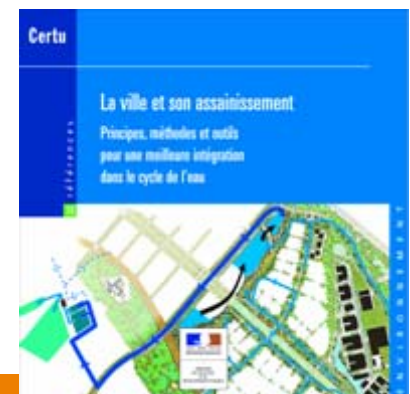 Certu
La ville et son assainissement
Principes, méthodes et outils
pour une meilleure intégration
dans le cycle de l'eau
références
ENVIRONNEMENT